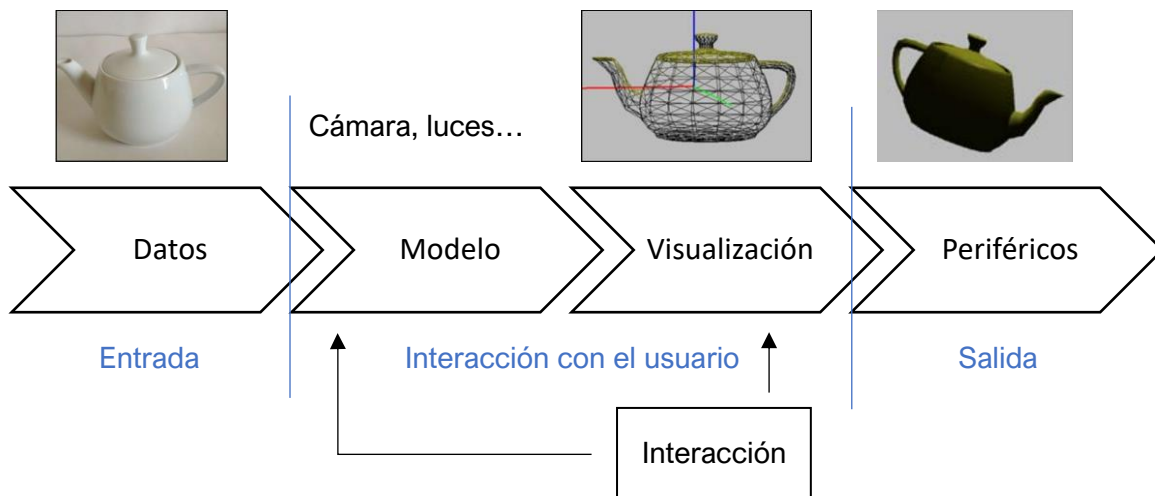 Cámara, luces…
Datos
Modelo
Visualización
Periféricos
Entrada
Interacción con el usuario
Salida
Interacción